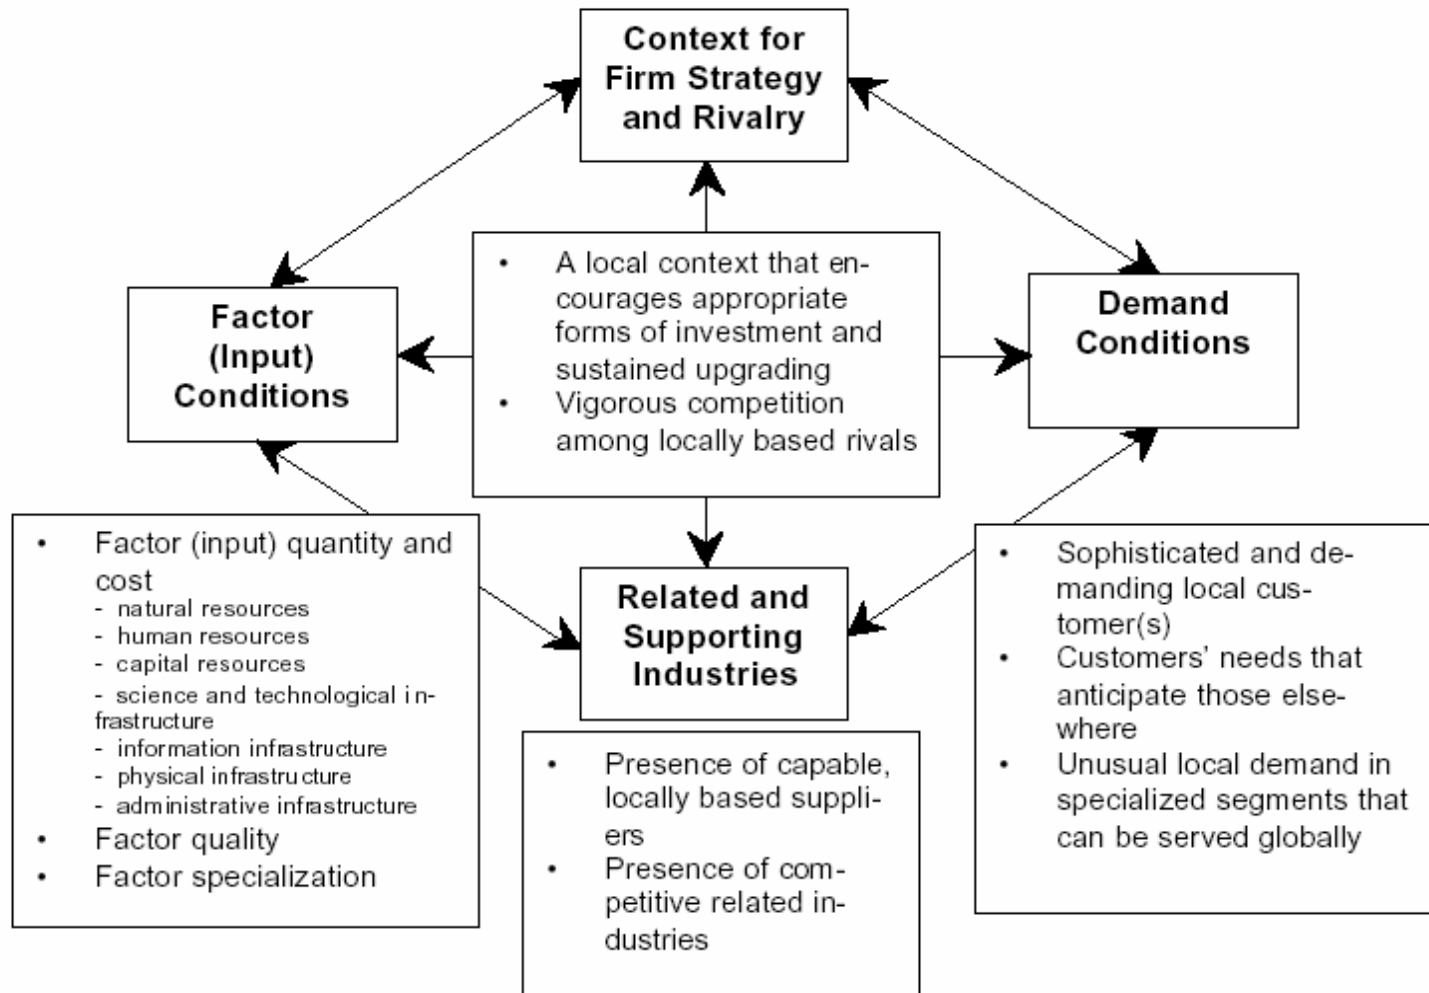 Context for
Firm Strategy
and Rivalry
Factor
(Input)
Conditions
• A local context that en-
courages appropriate
forms of investment and
sustained upgrading
• Vigorous competition
among locally based rivals
Demand
Conditions
• Factor (input) quantity and
cost
- natural resources
- human resources
- capital resources
- science and technological in-
frastructure
- information infrastructure
- physical infrastructure
- administrative infrastructure
• Factor quality
• Factor specialization
Related and
Supporting
Industries
• Presence of capable,
locally based suppli-
ers
• Presence of com-
petitive related in-
dustries
• Sophisticated and de-
manding local cus-
tomer(s)
• Customers’ needs that
anticipate those else-
where
• Unusual local demand in
specialized segments that
can be served globally